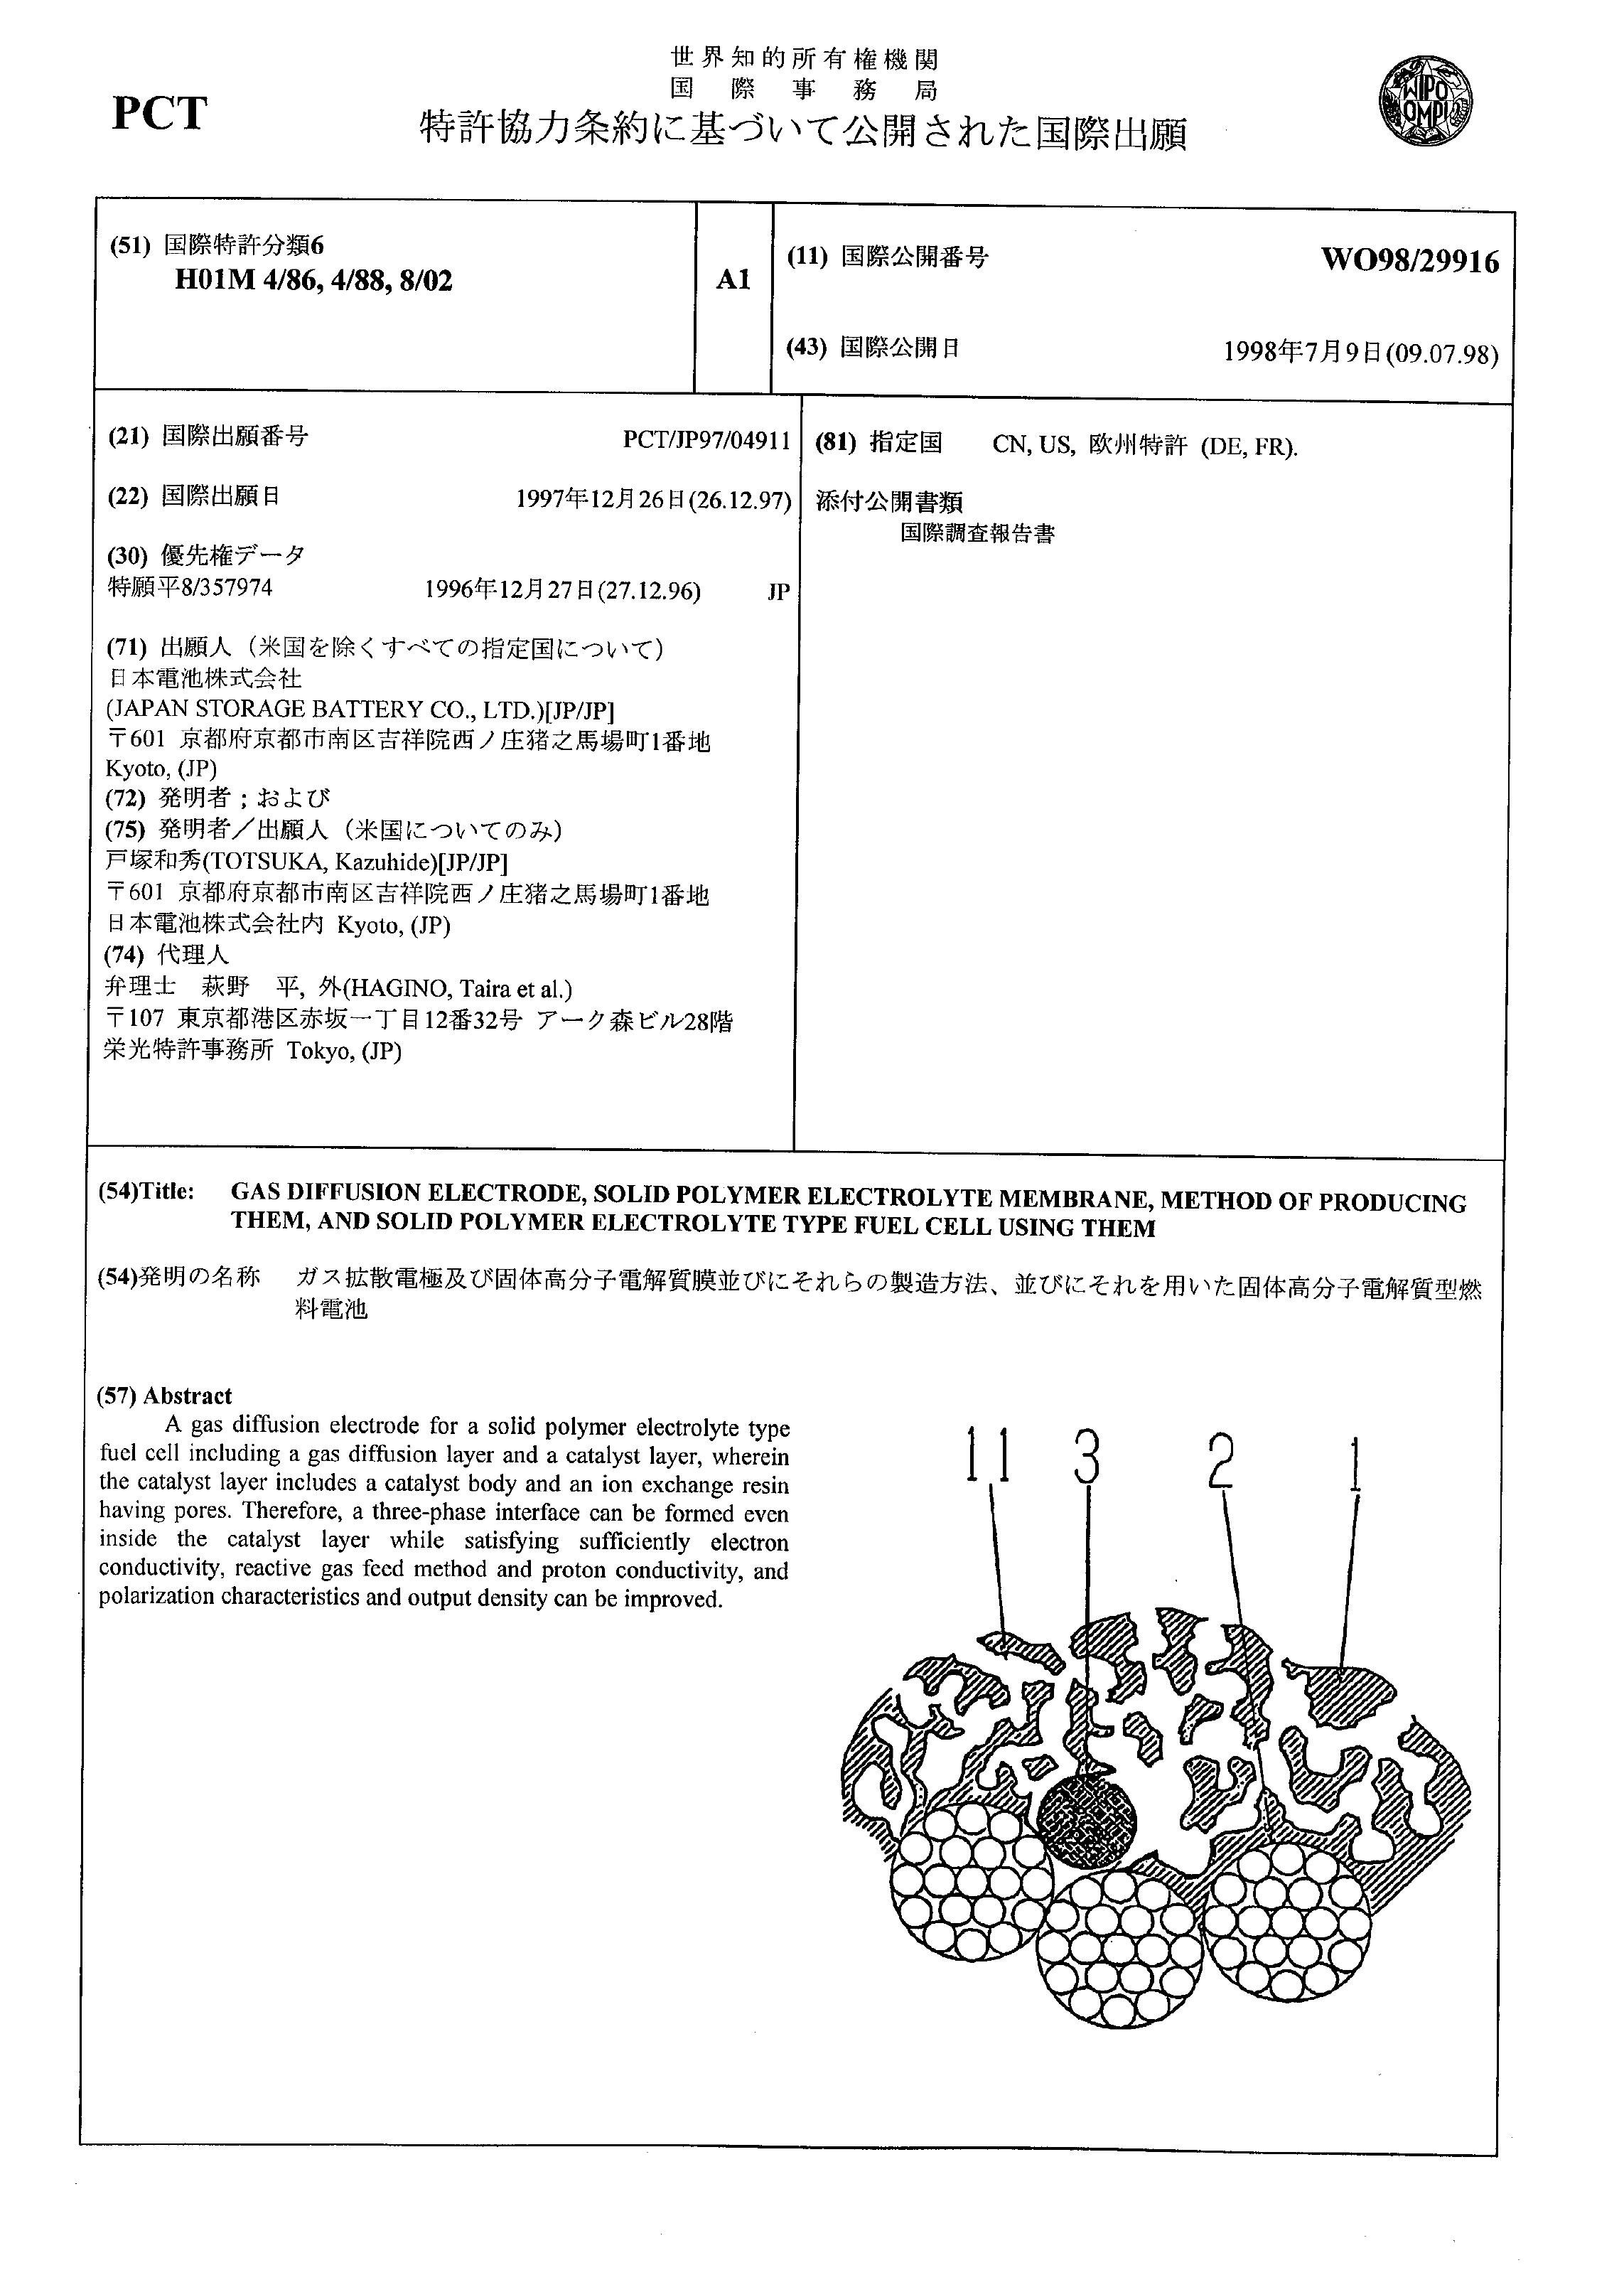 世界知的所有権機関
国際事務局
PCT
特許協力条約に基づいて公開された国際出願
WIPO
OMPI
(51) 国際特許分類6
H01M 4/86, 4/88, 8/02
A1
(11) 国際公開番号
WO98/29916
(43) 国際公開日
1998年7月9日(09.07.98)
(21) 国際出願番号
PCT/JP97/04911
(22) 国際出願日
1997年12月26日(26.12.97)
(30) 優先権データ
特願平8/357974 1996年12月27日(27.12.96) JP
(71) 出願人（米国を除くすべての指定国について）
日本電池株式会社
(JAPAN STORAGE BATTERY CO., LTD.)[JP/JP]
〒601 京都府京都市南区吉祥院西ノ庄猪之馬場町1番地
Kyoto, (JP)
(72) 発明者；および
(75) 発明者／出願人（米国についてのみ）
戸塚和秀(TOTSUKA, Kazuhide)[JP/JP]
〒601 京都府京都市南区吉祥院西ノ庄猪之馬場町1番地
日本電池株式会社内 Kyoto, (JP)
(74) 代理人
弁理士 萩野 平, 外(HAGINO, Taira et al.)
〒107 東京都港区赤坂一丁目12番32号 アーク森ビル28階
栄光特許事務所 Tokyo, (JP)
(81) 指定国 CN, US, 欧州特許 (DE, FR).
添付公開書類
国際調査報告書
(54)Title: GAS DIFFUSION ELECTRODE, SOLID POLYMER ELECTROLYTE MEMBRANE, METHOD OF PRODUCING
THEM, AND SOLID POLYMER ELECTROLYTE TYPE FUEL CELL USING THEM
(54)発明の名称 ガス拡散電極及び固体高分子電解質膜並びにそれらの製造方法、並びにそれを用いた固体高分子電解質型燃
料電池
(57) Abstract
A gas diffusion electrode for a solid polymer electrolyte type
fuel cell including a gas diffusion layer and a catalyst layer, wherein
the catalyst layer includes a catalyst body and an ion exchange resin
having pores. Therefore, a three-phase interface can be formed even
inside the catalyst layer while satisfying sufficiently electron
conductivity, reactive gas feed method and proton conductivity, and
polarization characteristics and output density can be improved.
11 3 2 1